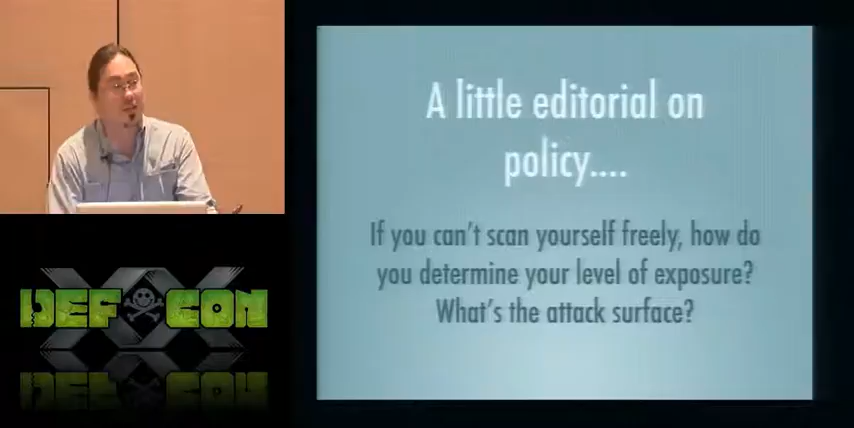 A little editorial on
policy....
If you can't scan yourself freely, how do
you determine your level of exposure?
What's the attack surface?
DEF CON
XX